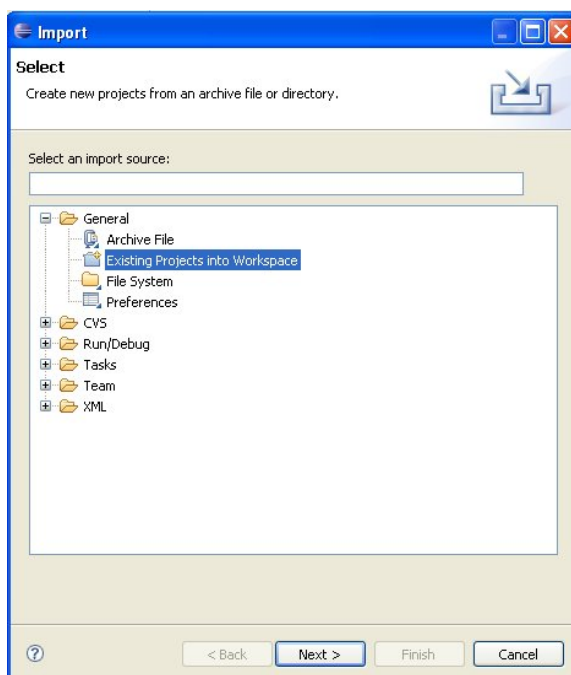 Import
Select
Create new projects from an archive file or directory.
Select an import source:
General
Archive File
Existing Projects into Workspace
File System
Preferences
CVS
Run/Debug
Tasks
Team
XML
?
< Back Next > Finish Cancel